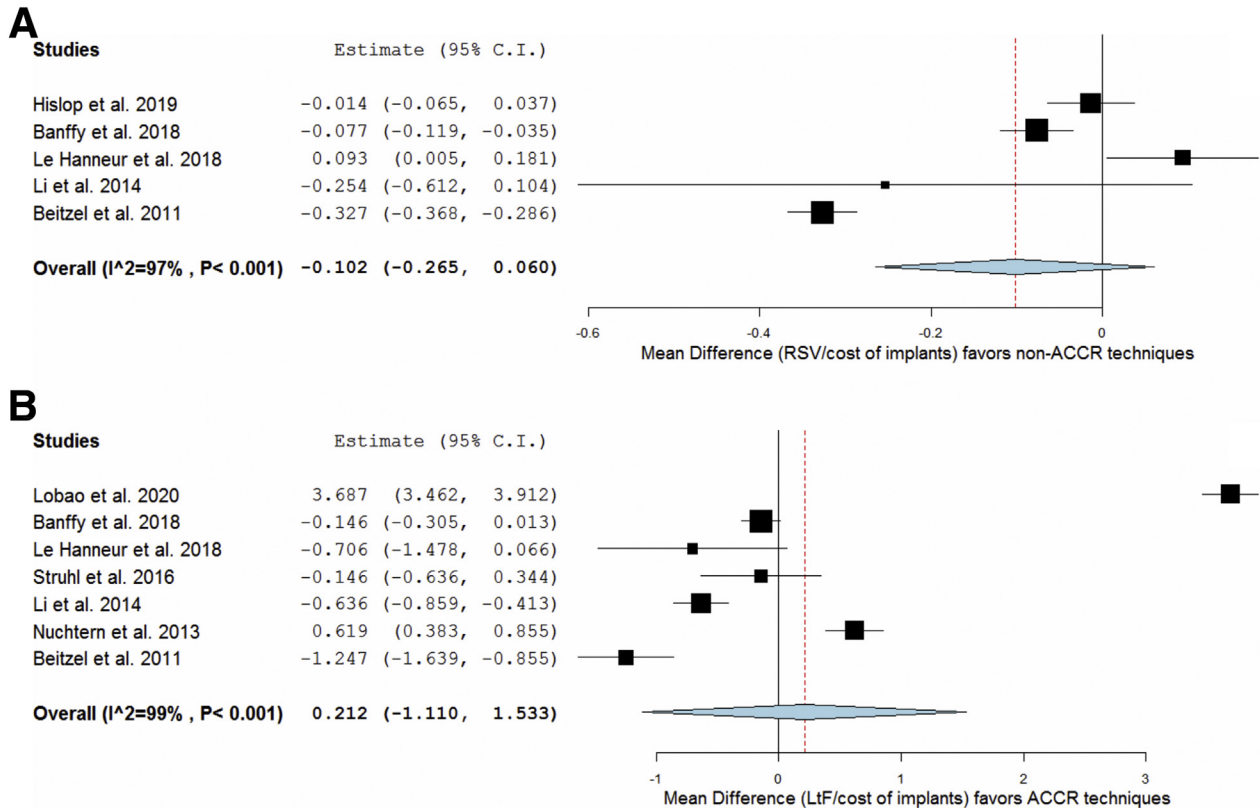 A
Studies Estimate (95% C.I.)
Hislop et al. 2019 -0.014 (-0.065, 0.037)
Banffy et al. 2018 -0.077 (-0.119, -0.035)
Le Hanneur et al. 2018 0.093 (0.005, 0.181)
Li et al. 2014 -0.254 (-0.612, 0.104)
Beitzel et al. 2011 -0.327 (-0.368, -0.286)
Overall (I^2=97% , P< 0.001) -0.102 (-0.265, 0.060)
-0.6 -0.4 -0.2 0
Mean Difference (RSV/cost of implants) favors non-ACCR techniques
B
Studies Estimate (95% C.I.)
Lobao et al. 2020 3.687 (3.462, 3.912)
Banffy et al. 2018 -0.146 (-0.305, 0.013)
Le Hanneur et al. 2018 -0.706 (-1.478, 0.066)
Struhl et al. 2016 -0.146 (-0.636, 0.344)
Li et al. 2014 -0.636 (-0.859, -0.413)
Nuchtern et al. 2013 0.619 (0.383, 0.855)
Beitzel et al. 2011 -1.247 (-1.639, -0.855)
Overall (I^2=99% , P< 0.001) 0.212 (-1.110, 1.533)
-1 0 1 2 3
Mean Difference (LtF/cost of implants) favors ACCR techniques